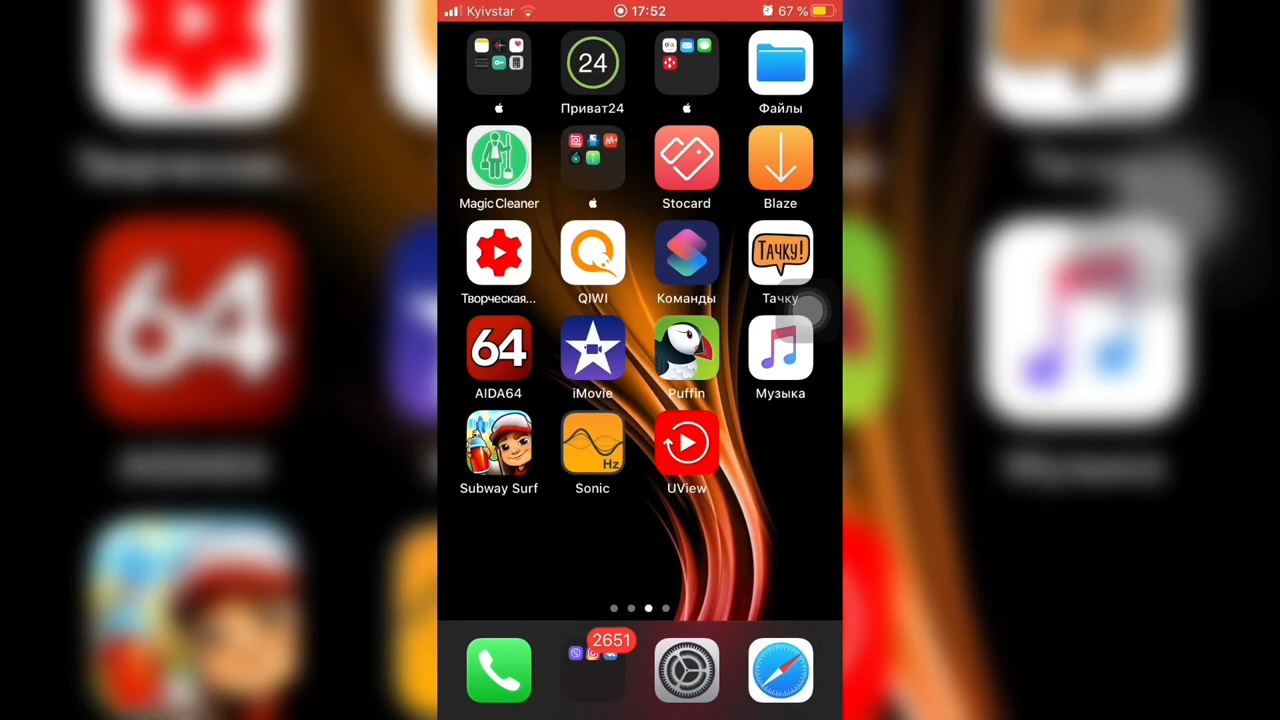 Kyivstar 17:52 67 %
24
Приват24 Файлы
Magic Cleaner Stocard Blaze
ТАЧКУ!
Творческая... QIWI Команды Тачку
64
AIDA64 iMovie Puffin Музыка
Hz
Subway Surf Sonic UView
2651